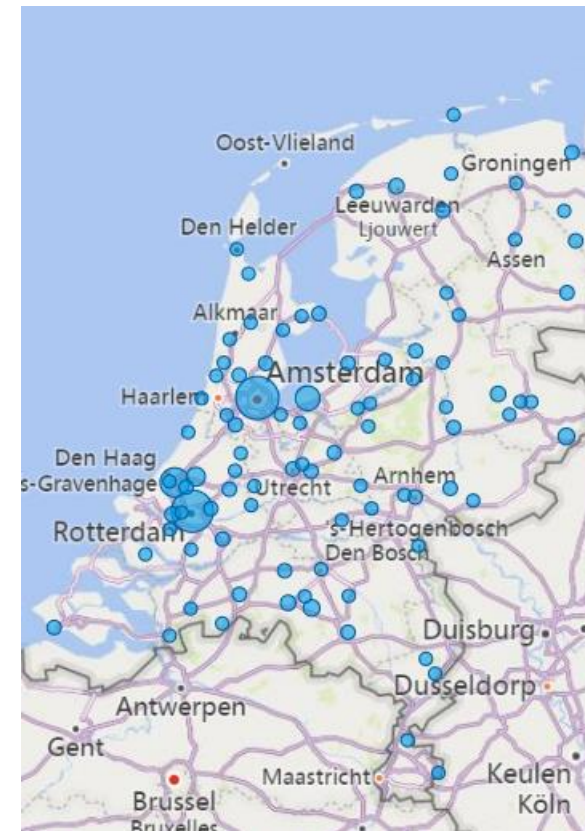 Oost-Vlieland
Groningen
Leeuwarden
Ljouwert
Den Helder
Assen
Alkmaar
Amsterdam
Haarlem
Den Haag
s-Gravenhage
Utrecht
Arnhem
Rotterdam
's-Hertogenbosch
Den Bosch
Duisburg
Dusseldorp
Antwerpen
Gent
Maastricht
Keulen
Köln
Brussel
Bruxelles